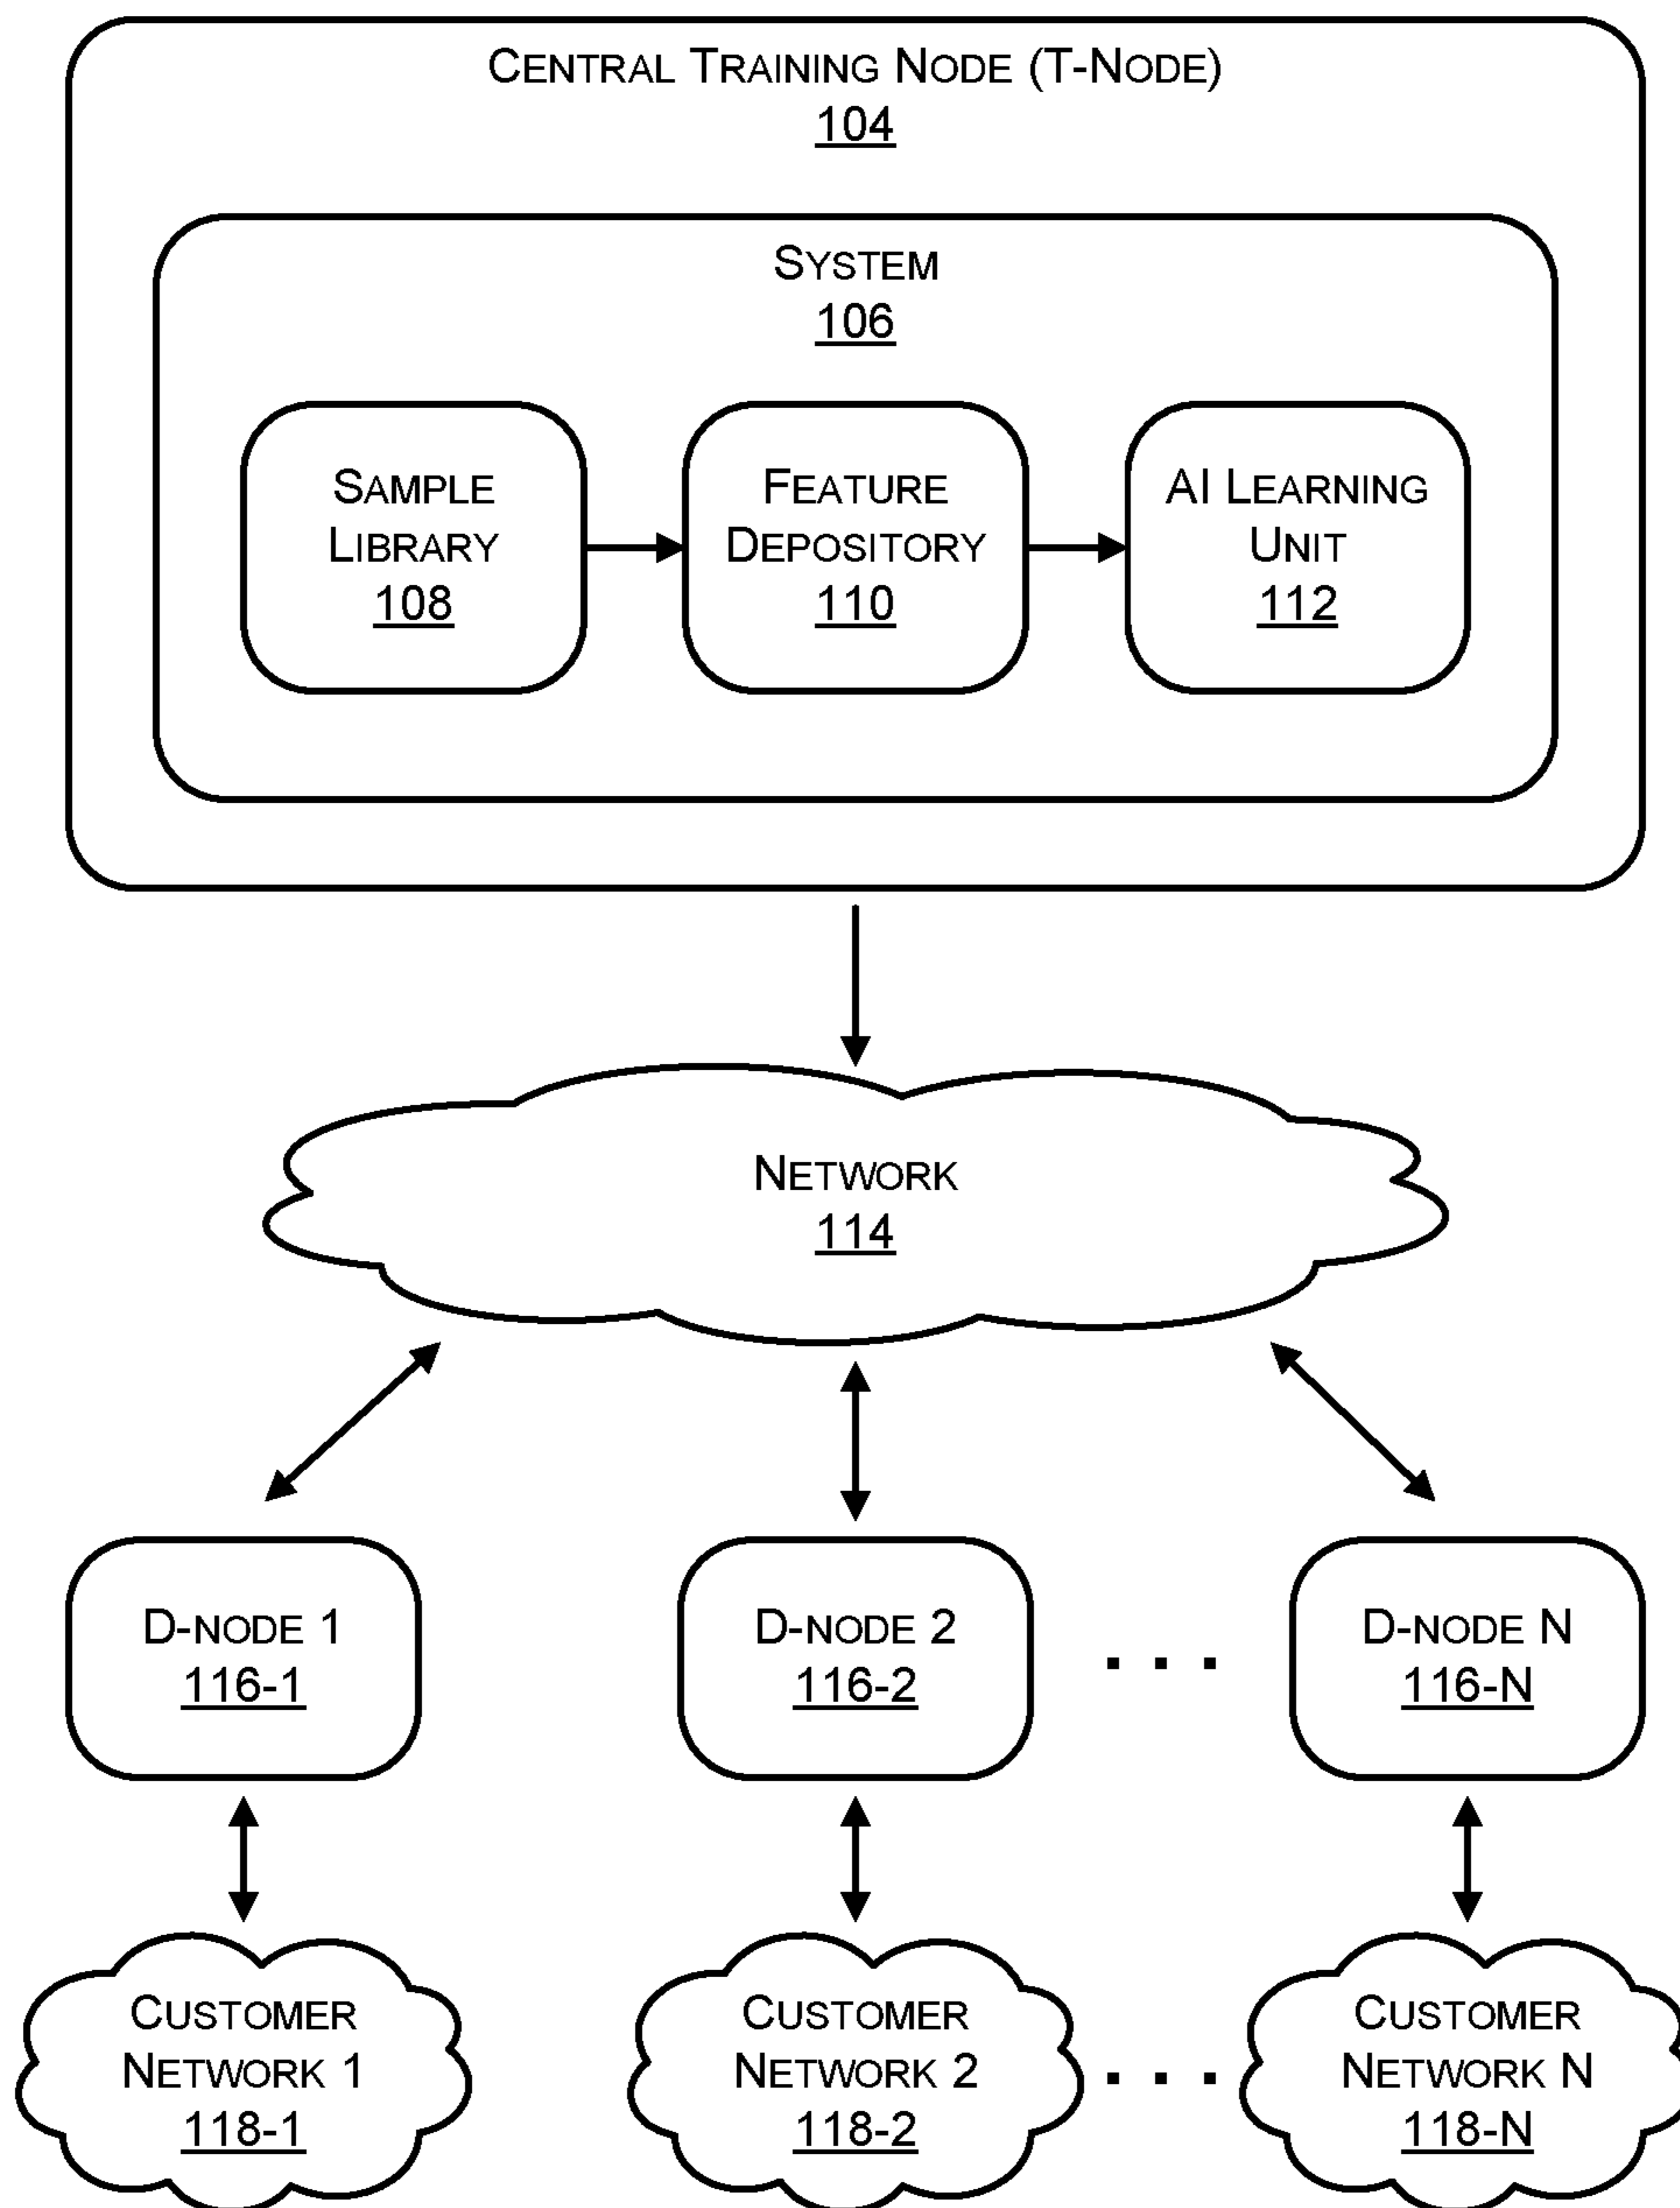 CENTRAL TRAINING NODE (T-NODE)
104
SYSTEM
106
SAMPLE
LIBRARY
108
FEATURE
DEPOSITORY
110
AI LEARNING
UNIT
112
NETWORK
114
D-NODE 1
116-1
D-NODE 2
116-2
. . .
D-NODE N
116-N
CUSTOMER
NETWORK 1
118-1
CUSTOMER
NETWORK 2
118-2
. . .
CUSTOMER
NETWORK N
118-N